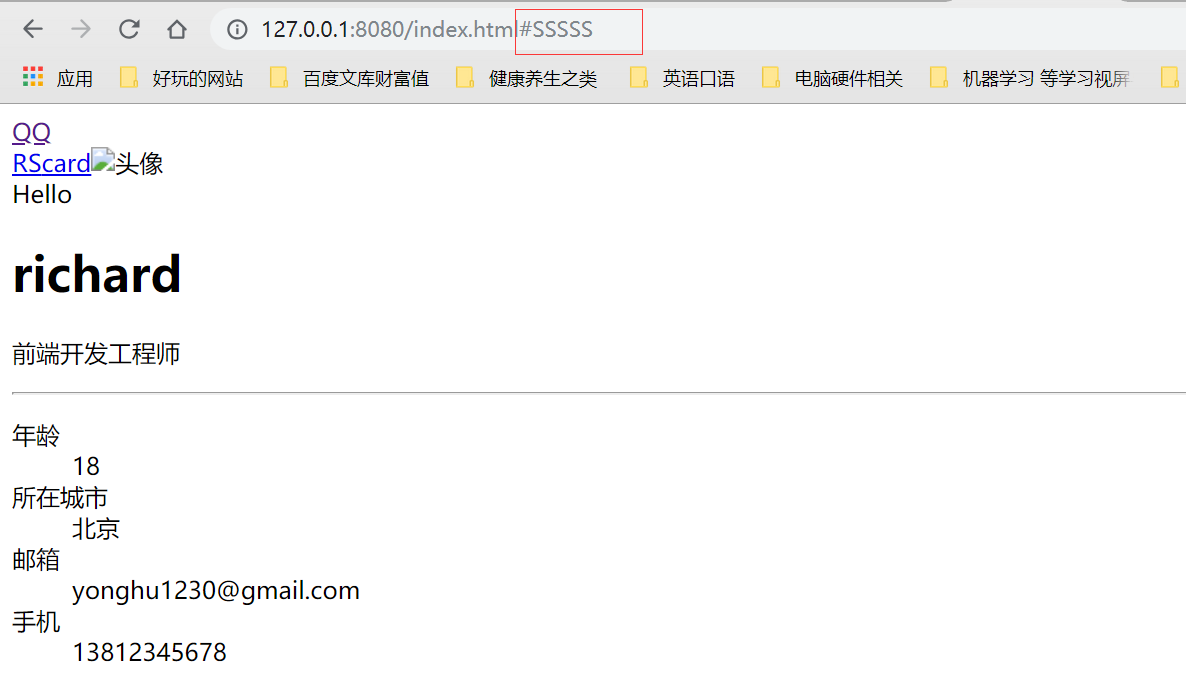 127.0.0.1:8080/index.html#SSSSS
应用 好玩的网站 百度文库财富值 健康养生之类 英语口语 电脑硬件相关 机器学习 等学习视屏
QQ
RScard头像
Hello
richard
前端开发工程师
年龄
18
所在城市
北京
邮箱
yonghu1230@gmail.com
手机
13812345678